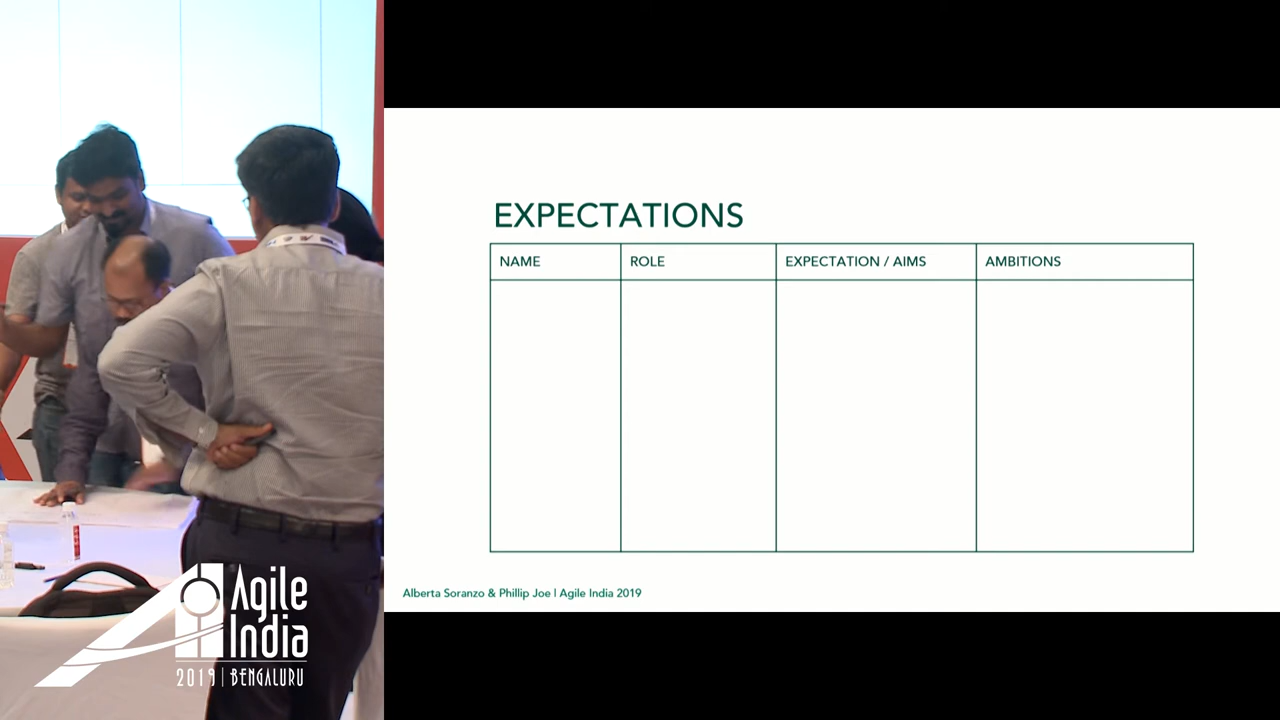 EXPECTATIONS
NAME
ROLE
EXPECTATION / AIMS
AMBITIONS
Alberta Soranzo & Phillip Joe | Agile India 2019
Agile
India
2019 | BENGALURU